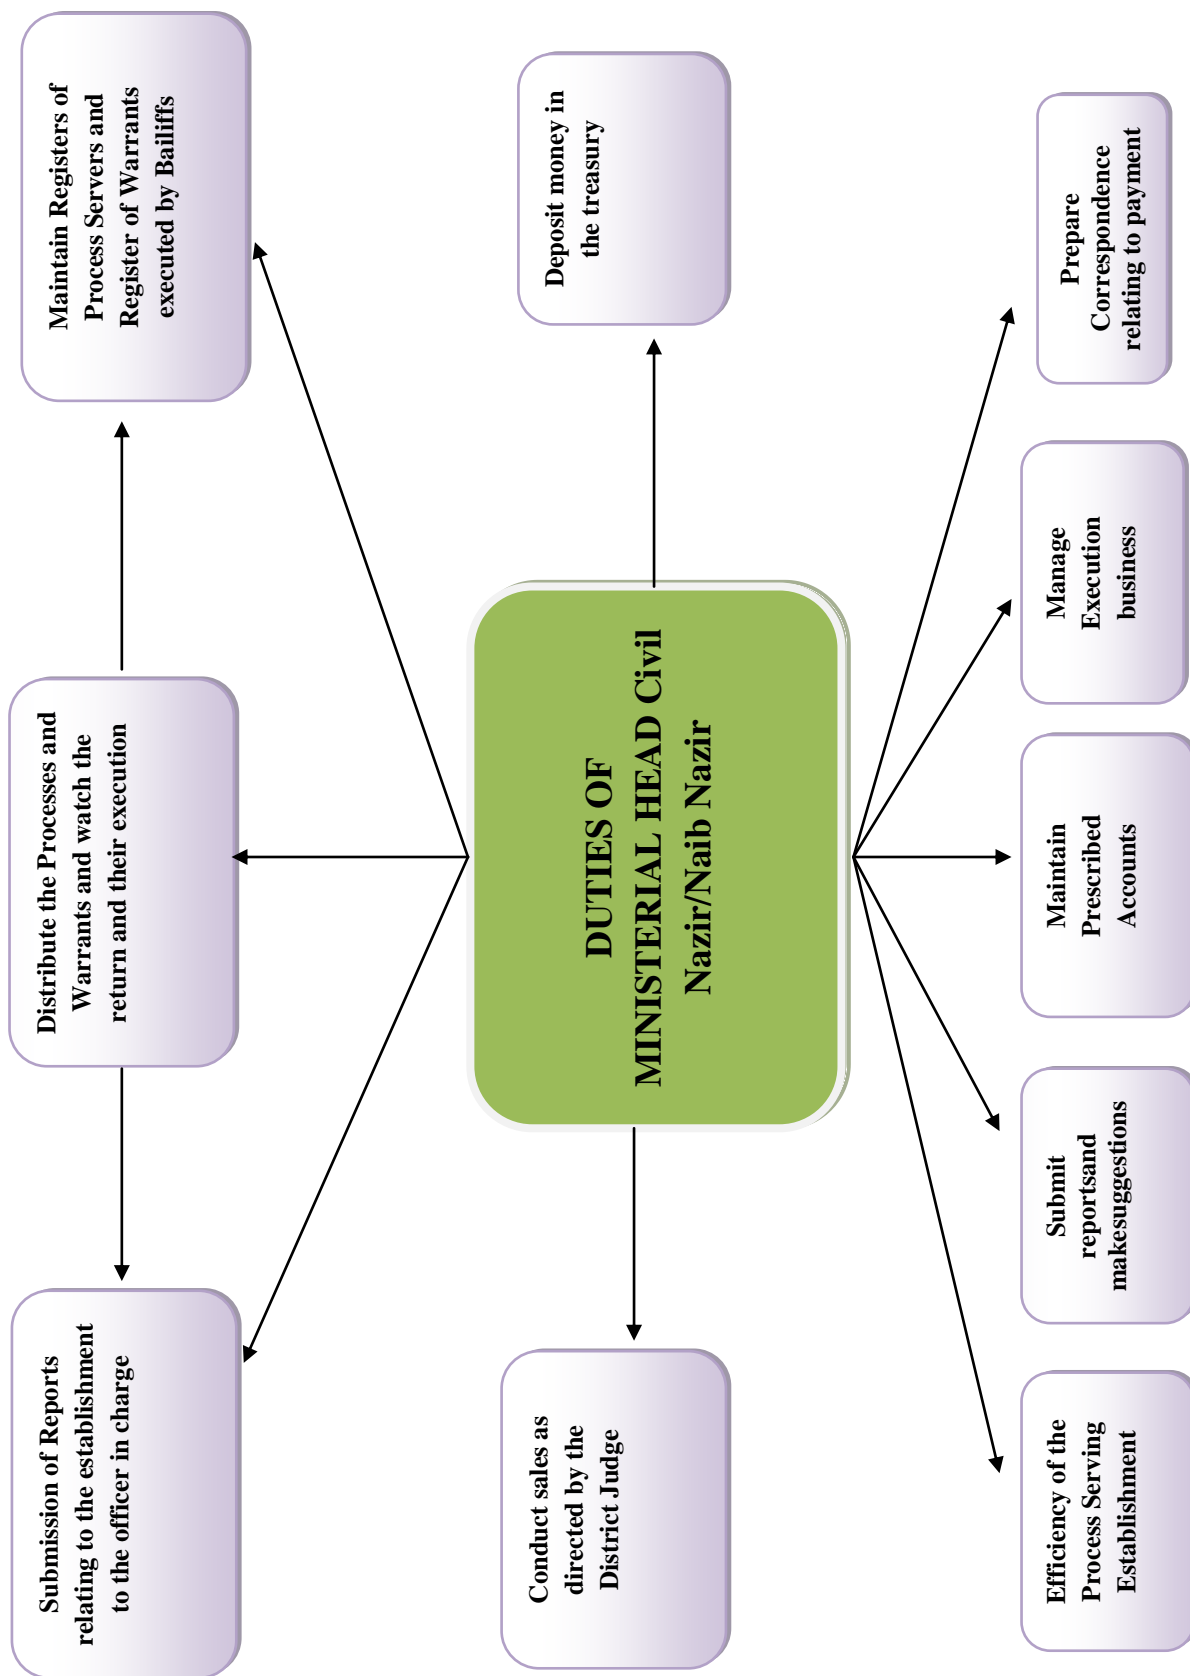 Submission of Reports
relating to the establishment
to the officer in charge
Distribute the Processes and
Warrants and watch the
return and their execution
Maintain Registers of
Process Servers and
Register of Warrants
executed by Bailiffs
Conduct sales as
directed by the
District Judge
DUTIES OF
MINISTERIAL HEAD Civil
Nazir/Naib Nazir
Deposit money in
the treasury
Efficiency of the
Process Serving
Establishment
Submit
reportsand
makesuggestions
Maintain
Prescribed
Accounts
Manage
Execution
business
Prepare
Correspondence
relating to payment